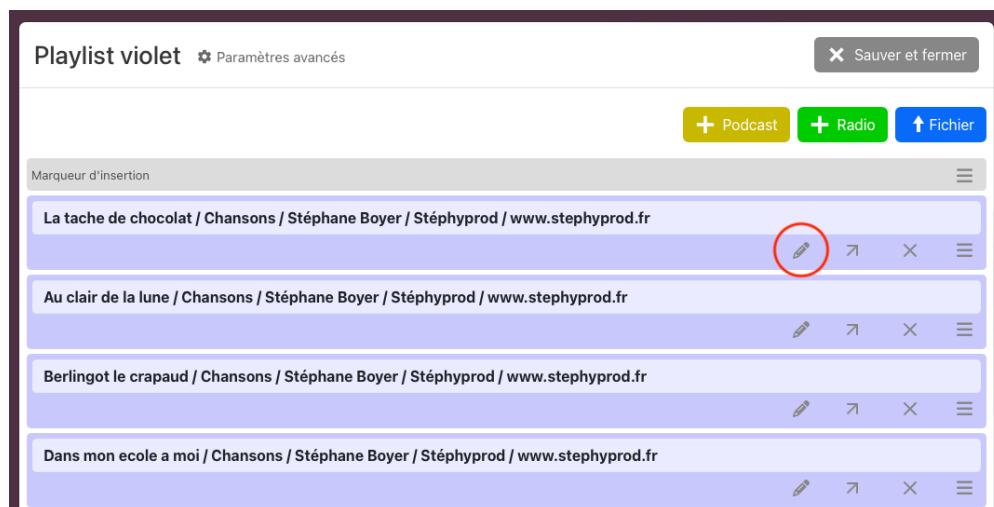 Playlist violet Paramètres avancés Sauver et fermer
Podcast Radio Fichier
Marqueur d'insertion
La tache de chocolat / Chansons / Stéphane Boyer / Stéphyprod / www.stephyprod.fr
Au clair de la lune / Chansons / Stéphane Boyer / Stéphyprod / www.stephyprod.fr
Berlingot le crapaud / Chansons / Stéphane Boyer / Stéphyprod / www.stephyprod.fr
Dans mon ecole a moi / Chansons / Stéphane Boyer / Stéphyprod / www.stephyprod.fr